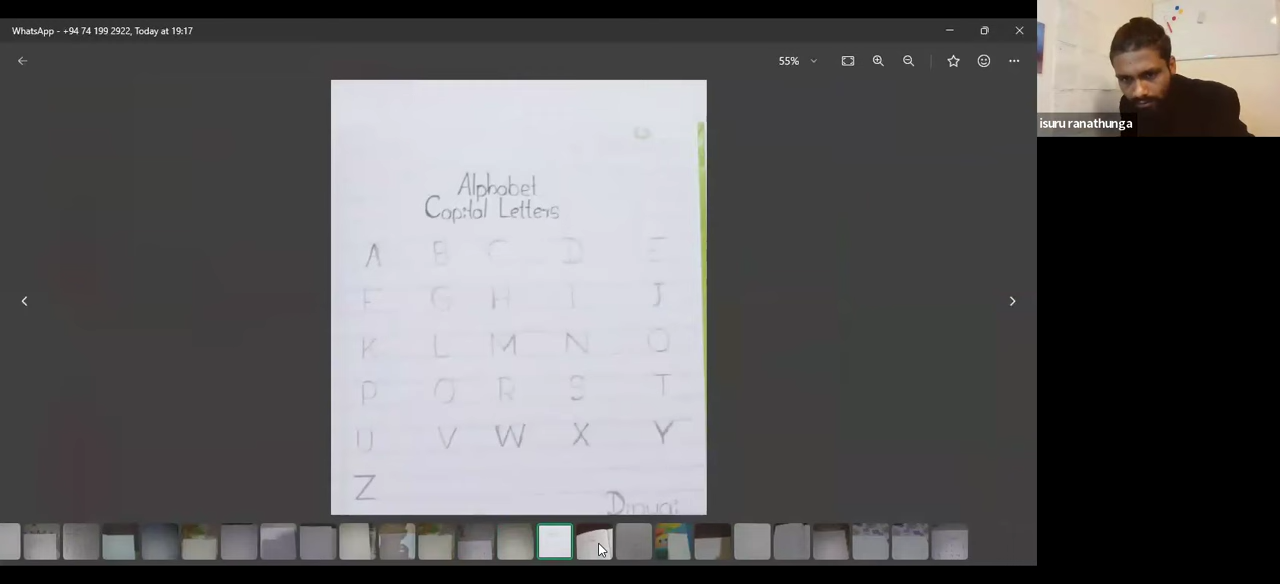 WhatsApp - +94 74 199 2922, Today at 19:17
55%
isuru ranathunga
Alphabet
Capital Letters
A B C D E
F G H I J
K L M N O
P Q R S T
U V W X Y
Z